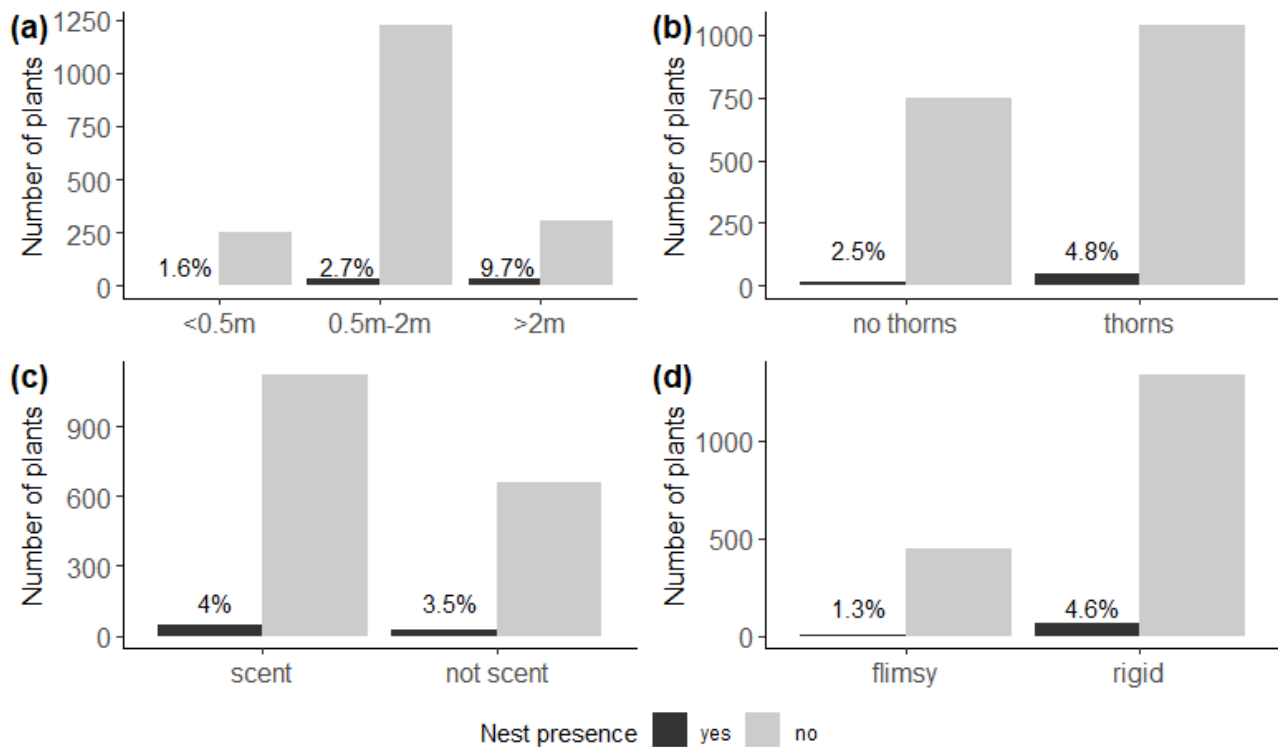 (a)
Number of plants
1250
1000
750
500
250
0
1.6%
2.7%
9.7%
<0.5m
0.5m-2m
>2m
(b)
Number of plants
1000
750
500
250
0
2.5%
4.8%
no thorns
thorns
(c)
Number of plants
900
600
300
0
4%
3.5%
scent
not scent
(d)
Number of plants
1000
500
0
1.3%
4.6%
flimsy
rigid
Nest presence yes no